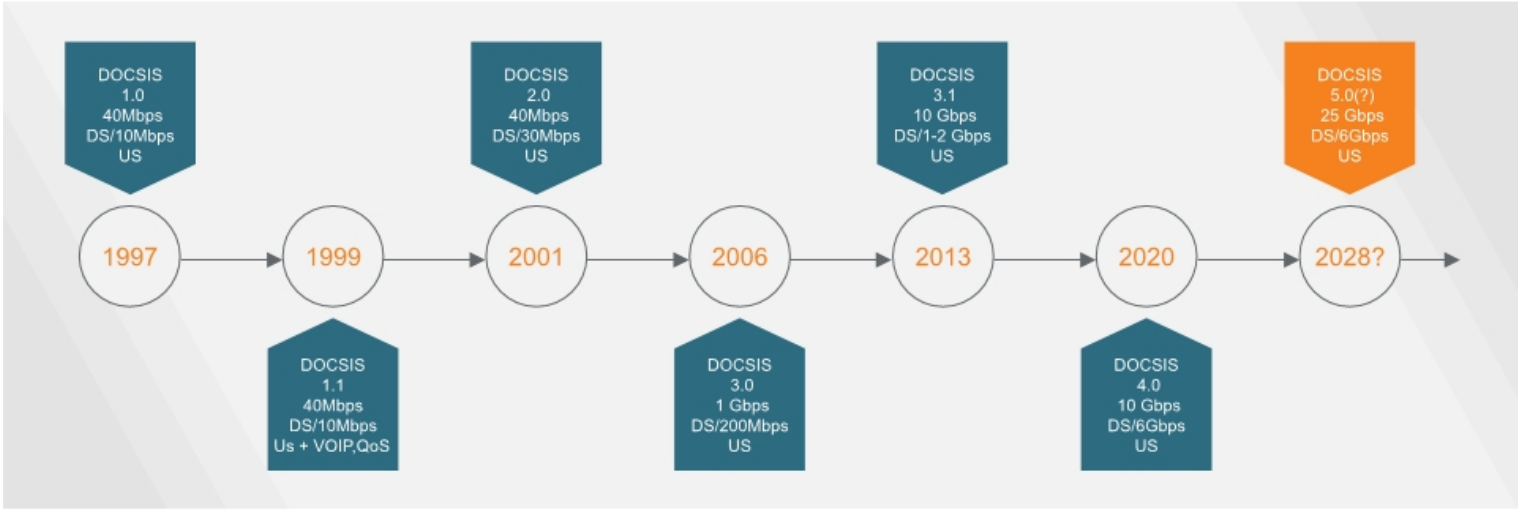 DOCSIS
1.0
40Mbps
DS/10Mbps
US
DOCSIS
2.0
40Mbps
DS/30Mbps
US
DOCSIS
3.1
10 Gbps
DS/1-2 Gbps
US
DOCSIS
5.0(?)
25 Gbps
DS/6Gbps
US
1997
1999
2001
2006
2013
2020
2028?
DOCSIS
1.1
40Mbps
DS/10Mbps
Us + VOIP,QoS
DOCSIS
3.0
1 Gbps
DS/200Mbps
US
DOCSIS
4.0
10 Gbps
DS/6Gbps
US